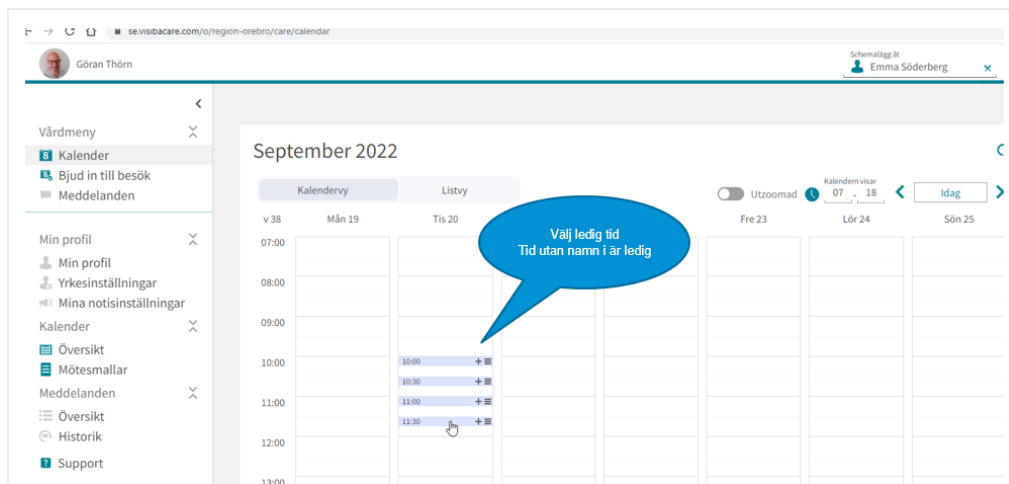 se.visibacare.com/o/region-orebro/care/calendar
Göran Thörn
Schemalägg åt
Emma Söderberg
Vårdmeny
Kalender
Bjud in till besök
Meddelanden
Min profil
Min profil
Yrkesinställningar
Mina notisinställningar
Kalender
Översikt
Mötesmallar
Meddelanden
Översikt
Historik
Support
September 2022
Kalendervy Listvy
Utzoomad
Kalendern visar
07 - 18
Idag
v 38 Mån 19 Tis 20 Fre 23 Lör 24 Sön 25
Välj ledig tid
Tid utan namn i är ledig
07:00
08:00
09:00
10:00
11:00
12:00
13:00
10:00
10:30
11:00
11:30